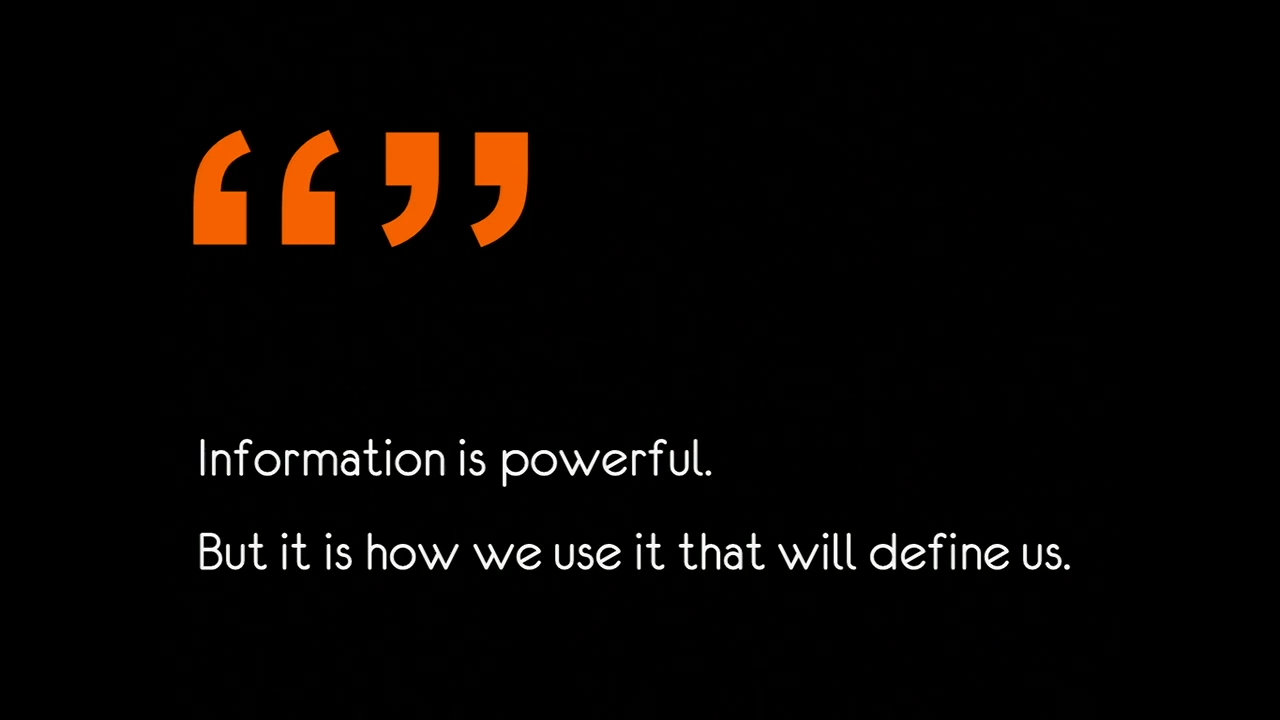 “ “ ” ”
Information is powerful.
But it is how we use it that will define us.